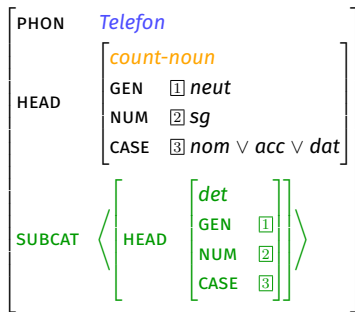 PHON Telefon
count-noun
GEN 1 neut
HEAD NUM 2 sg
CASE 3 nom ∨ acc ∨ dat
det
GEN 1
SUBCAT ⟨ HEAD NUM 2 ⟩
CASE 3